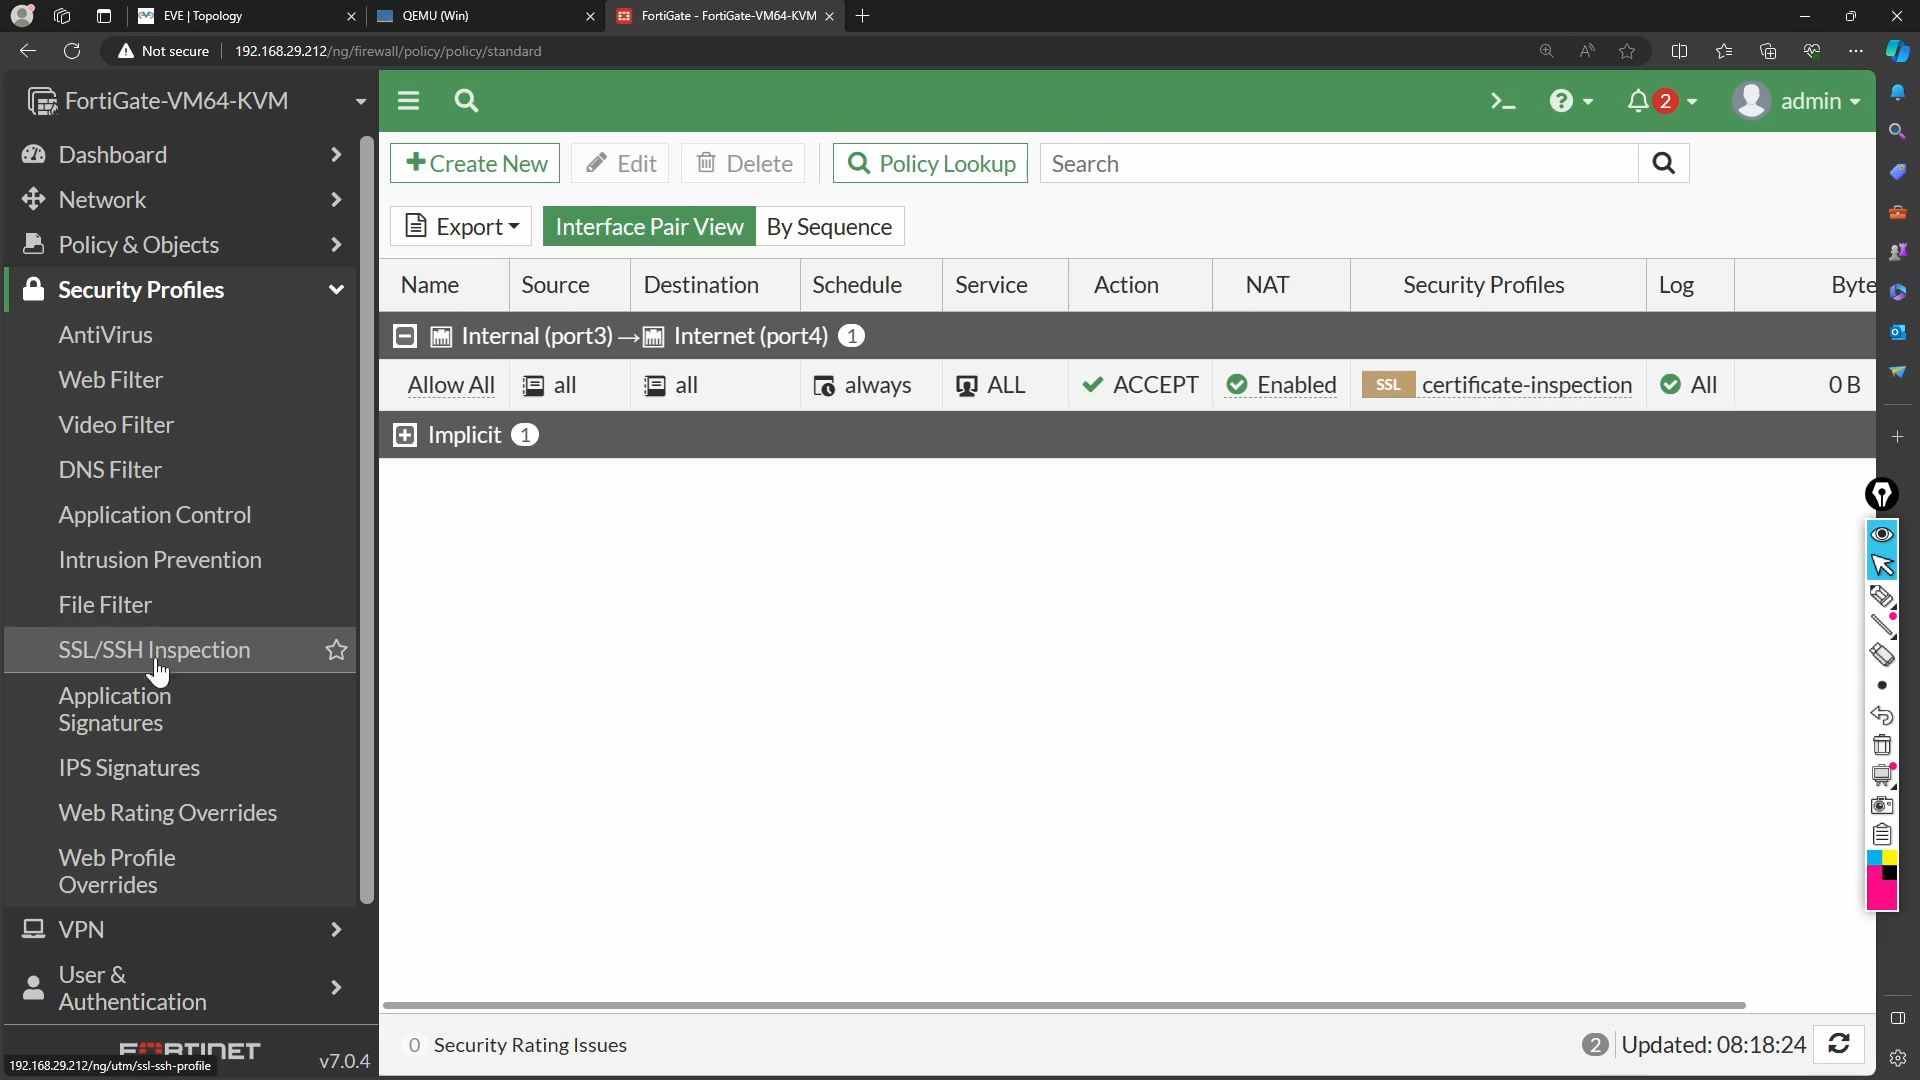 EVE | Topology
QEMU (Win)
FortiGate - FortiGate-VM64-KVM
Not secure
192.168.29.212/ng/firewall/policy/policy/standard
FortiGate-VM64-KVM
2
admin
Dashboard
Network
Policy & Objects
Security Profiles
AntiVirus
Web Filter
Video Filter
DNS Filter
Application Control
Intrusion Prevention
File Filter
SSL/SSH Inspection
Application
Signatures
IPS Signatures
Web Rating Overrides
Web Profile
Overrides
VPN
User &
Authentication
FORTINET
v7.0.4
192.168.29.212/ng/utm/ssl-ssh-profile
Create New
Edit
Delete
Policy Lookup
Search
Export
Interface Pair View
By Sequence
Name Source Destination Schedule Service Action NAT Security Profiles Log Byte
Internal (port3) → Internet (port4) 1
Allow All all all always ALL ACCEPT Enabled SSL certificate-inspection All 0 B
Implicit 1
0 Security Rating Issues
2 Updated: 08:18:24